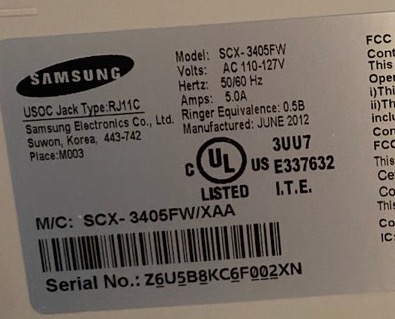 SAMSUNG
USOC Jack Type:RJ11C
Samsung Electronics Co., Ltd.
Suwon, Korea, 443-742
Place:M003
Model: SCX- 3405FW
Volts: AC 110-127V
Hertz: 50/60 Hz
Amps: 5.0A
Ringer Equivalence: 0.5B
Manufactured: JUNE 2012
C UL US
LISTED
3UU7
E337632
I.T.E.
M/C: SCX- 3405FW/XAA
Serial No.: Z6U5B8KC6F002XN
FCC
Cont
This
Oper
i)Thi
ii)Th
inclu
Con
FCC
This
Ce
Co
This
Co
IC: